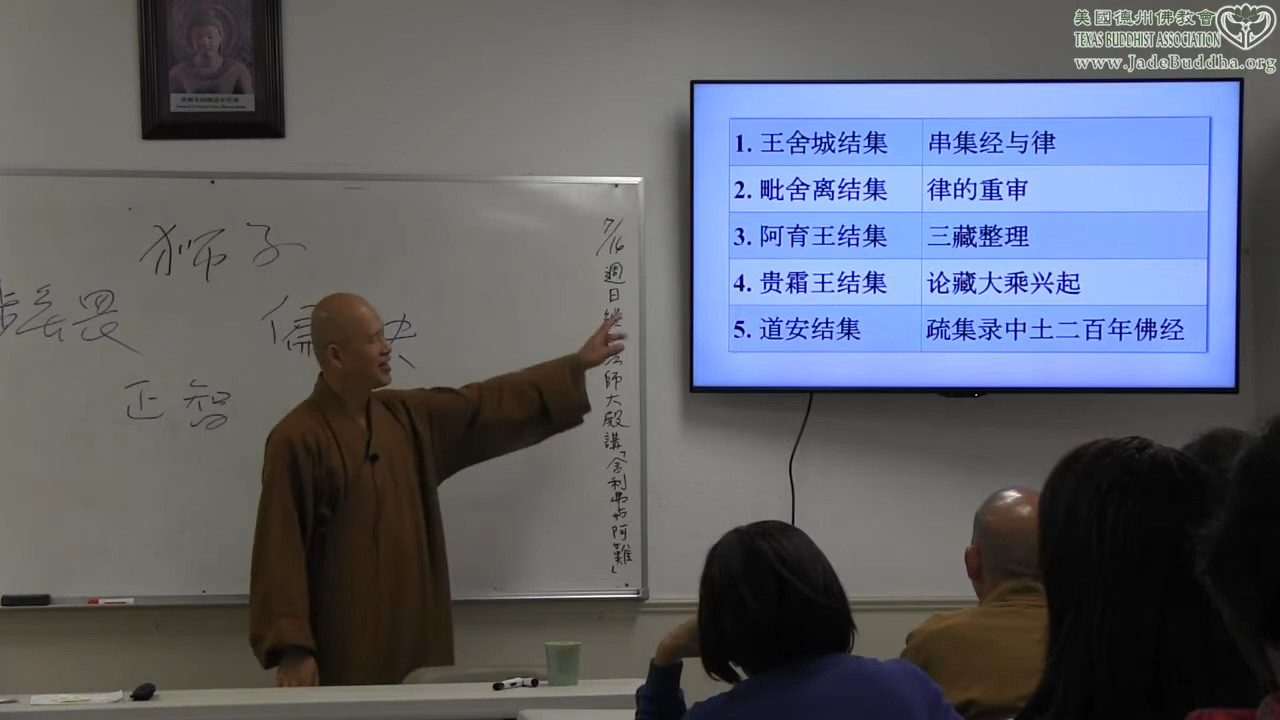 美國德州佛教會
TEXAS BUDDHIST ASSOCIATION
www.JadeBuddha.org
1. 王舍城结集 串集经与律
2. 毗舍离结集 律的重审
3. 阿育王结集 三藏整理
4. 贵霜王结集 论藏大乘兴起
5. 道安结集 疏集录中土二百年佛经
狮子
畏
正智
7/16 週日 師大殿講「舍利弗与阿難」